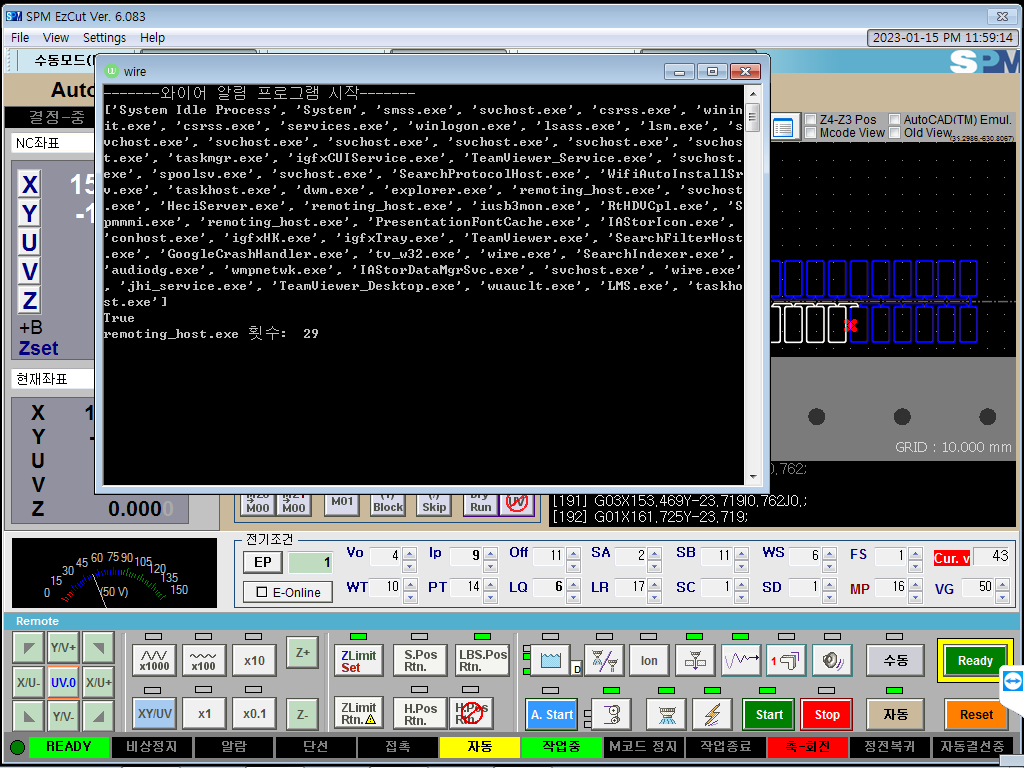 SPM EzCut Ver. 6.083
File View Settings Help
2023-01-15 PM 11:59:14
수동모드(
SPM
Auto
결정-중
NC좌표
X 15
Y -1
U
V
Z
+B
Zset
현재좌표
X 1
Y -
U
V
Z 0.000
wire
-------와이어 알림 프로그램 시작-------
['System Idle Process', 'System', 'smss.exe', 'svchost.exe', 'csrss.exe', 'winin
it.exe', 'csrss.exe', 'services.exe', 'winlogon.exe', 'lsass.exe', 'lsm.exe', 's
vchost.exe', 'svchost.exe', 'svchost.exe', 'svchost.exe', 'svchost.exe', 'svchos
t.exe', 'taskmgr.exe', 'igfxCUIService.exe', 'TeamViewer_Service.exe', 'svchost.
exe', 'spoolsv.exe', 'svchost.exe', 'SearchProtocolHost.exe', 'WifiAutoInstallSr
v.exe', 'taskhost.exe', 'dwm.exe', 'explorer.exe', 'remoting_host.exe', 'svchost
.exe', 'HeciServer.exe', 'remoting_host.exe', 'iusb3mon.exe', 'RtHDVCpl.exe', 'S
pmmmi.exe', 'remoting_host.exe', 'PresentationFontCache.exe', 'IAStorIcon.exe',
'conhost.exe', 'igfxHK.exe', 'igfxTray.exe', 'TeamViewer.exe', 'SearchFilterHost
.exe', 'GoogleCrashHandler.exe', 'tv_w32.exe', 'wire.exe', 'SearchIndexer.exe',
'audiodg.exe', 'wmpnetwk.exe', 'IAStorDataMgrSvc.exe', 'svchost.exe', 'wire.exe'
, 'jhi_service.exe', 'TeamViewer_Desktop.exe', 'wuauclt.exe', 'LMS.exe', 'taskho
st.exe']
True
remoting_host.exe 횟수: 29
Z4-Z3 Pos AutoCAD(TM) Emul.
Mcode View Old View
GRID : 10.000 mm
0,762;
[191] G03X153.469Y-23.719I0.762J0.;
[192] G01X161.725Y-23.719;
M00 M00 M01 Block Skip Dry Run UV
전기조건
EP 1
E-Online
Vo 4 Ip 9 Off 11 SA 2 SB 11 WS 6 FS 1 Cur. v 43
WT 10 PT 14 LQ 6 LR 17 SC 1 SD 1 MP 16 VG 50
0 15 30 45 60 75 90 105 120 135 150
(50 V)
Remote
Y/V+ x1000 x100 x10 Z+ ZLimit Set S.Pos Rtn. LBS.Pos Rtn. D Ion 1 수동 Ready
X/U- UV.0 X/U+
Y/V- XY/UV x1 x0.1 Z- ZLimit Rtn. H.Pos Rtn. H.Pos Rtn. A. Start Start Stop 자동 Reset
READY 비상정지 알람 단선 접촉 자동 작업중 M코드 정지 작업종료 축-회전 정전복귀 자동결선중